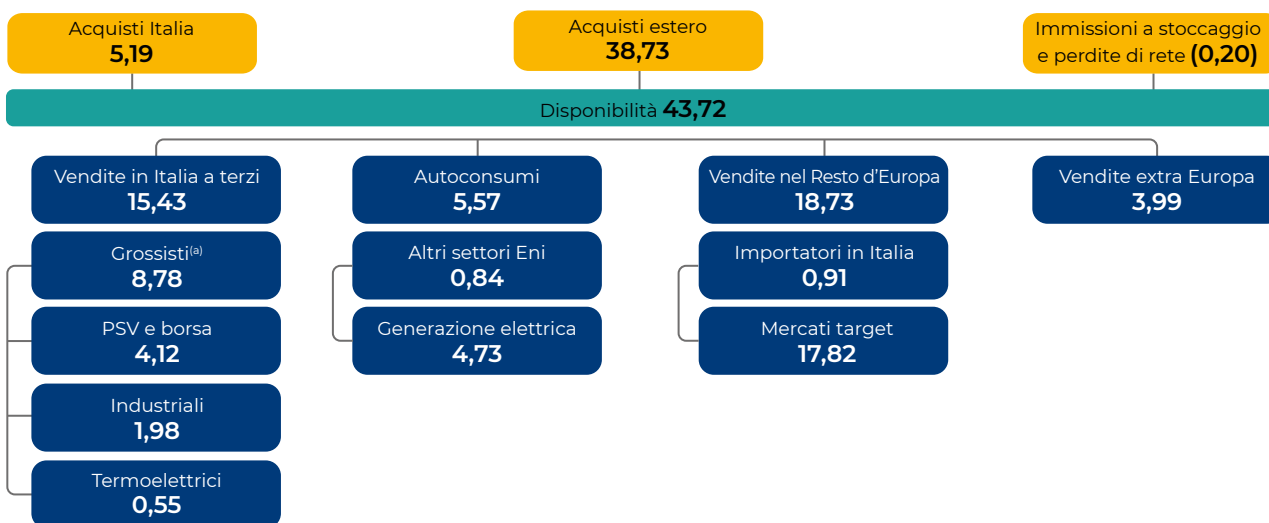 Acquisti Italia
5,19
Acquisti estero
38,73
Immissioni a stoccaggio
e perdite di rete (0,20)
Disponibilità 43,72
Vendite in Italia a terzi
15,43
Grossisti(a)
8,78
PSV e borsa
4,12
Industriali
1,98
Termoelettrici
0,55
Autoconsumi
5,57
Altri settori Eni
0,84
Generazione elettrica
4,73
Vendite nel Resto d'Europa
18,73
Importatori in Italia
0,91
Mercati target
17,82
Vendite extra Europa
3,99